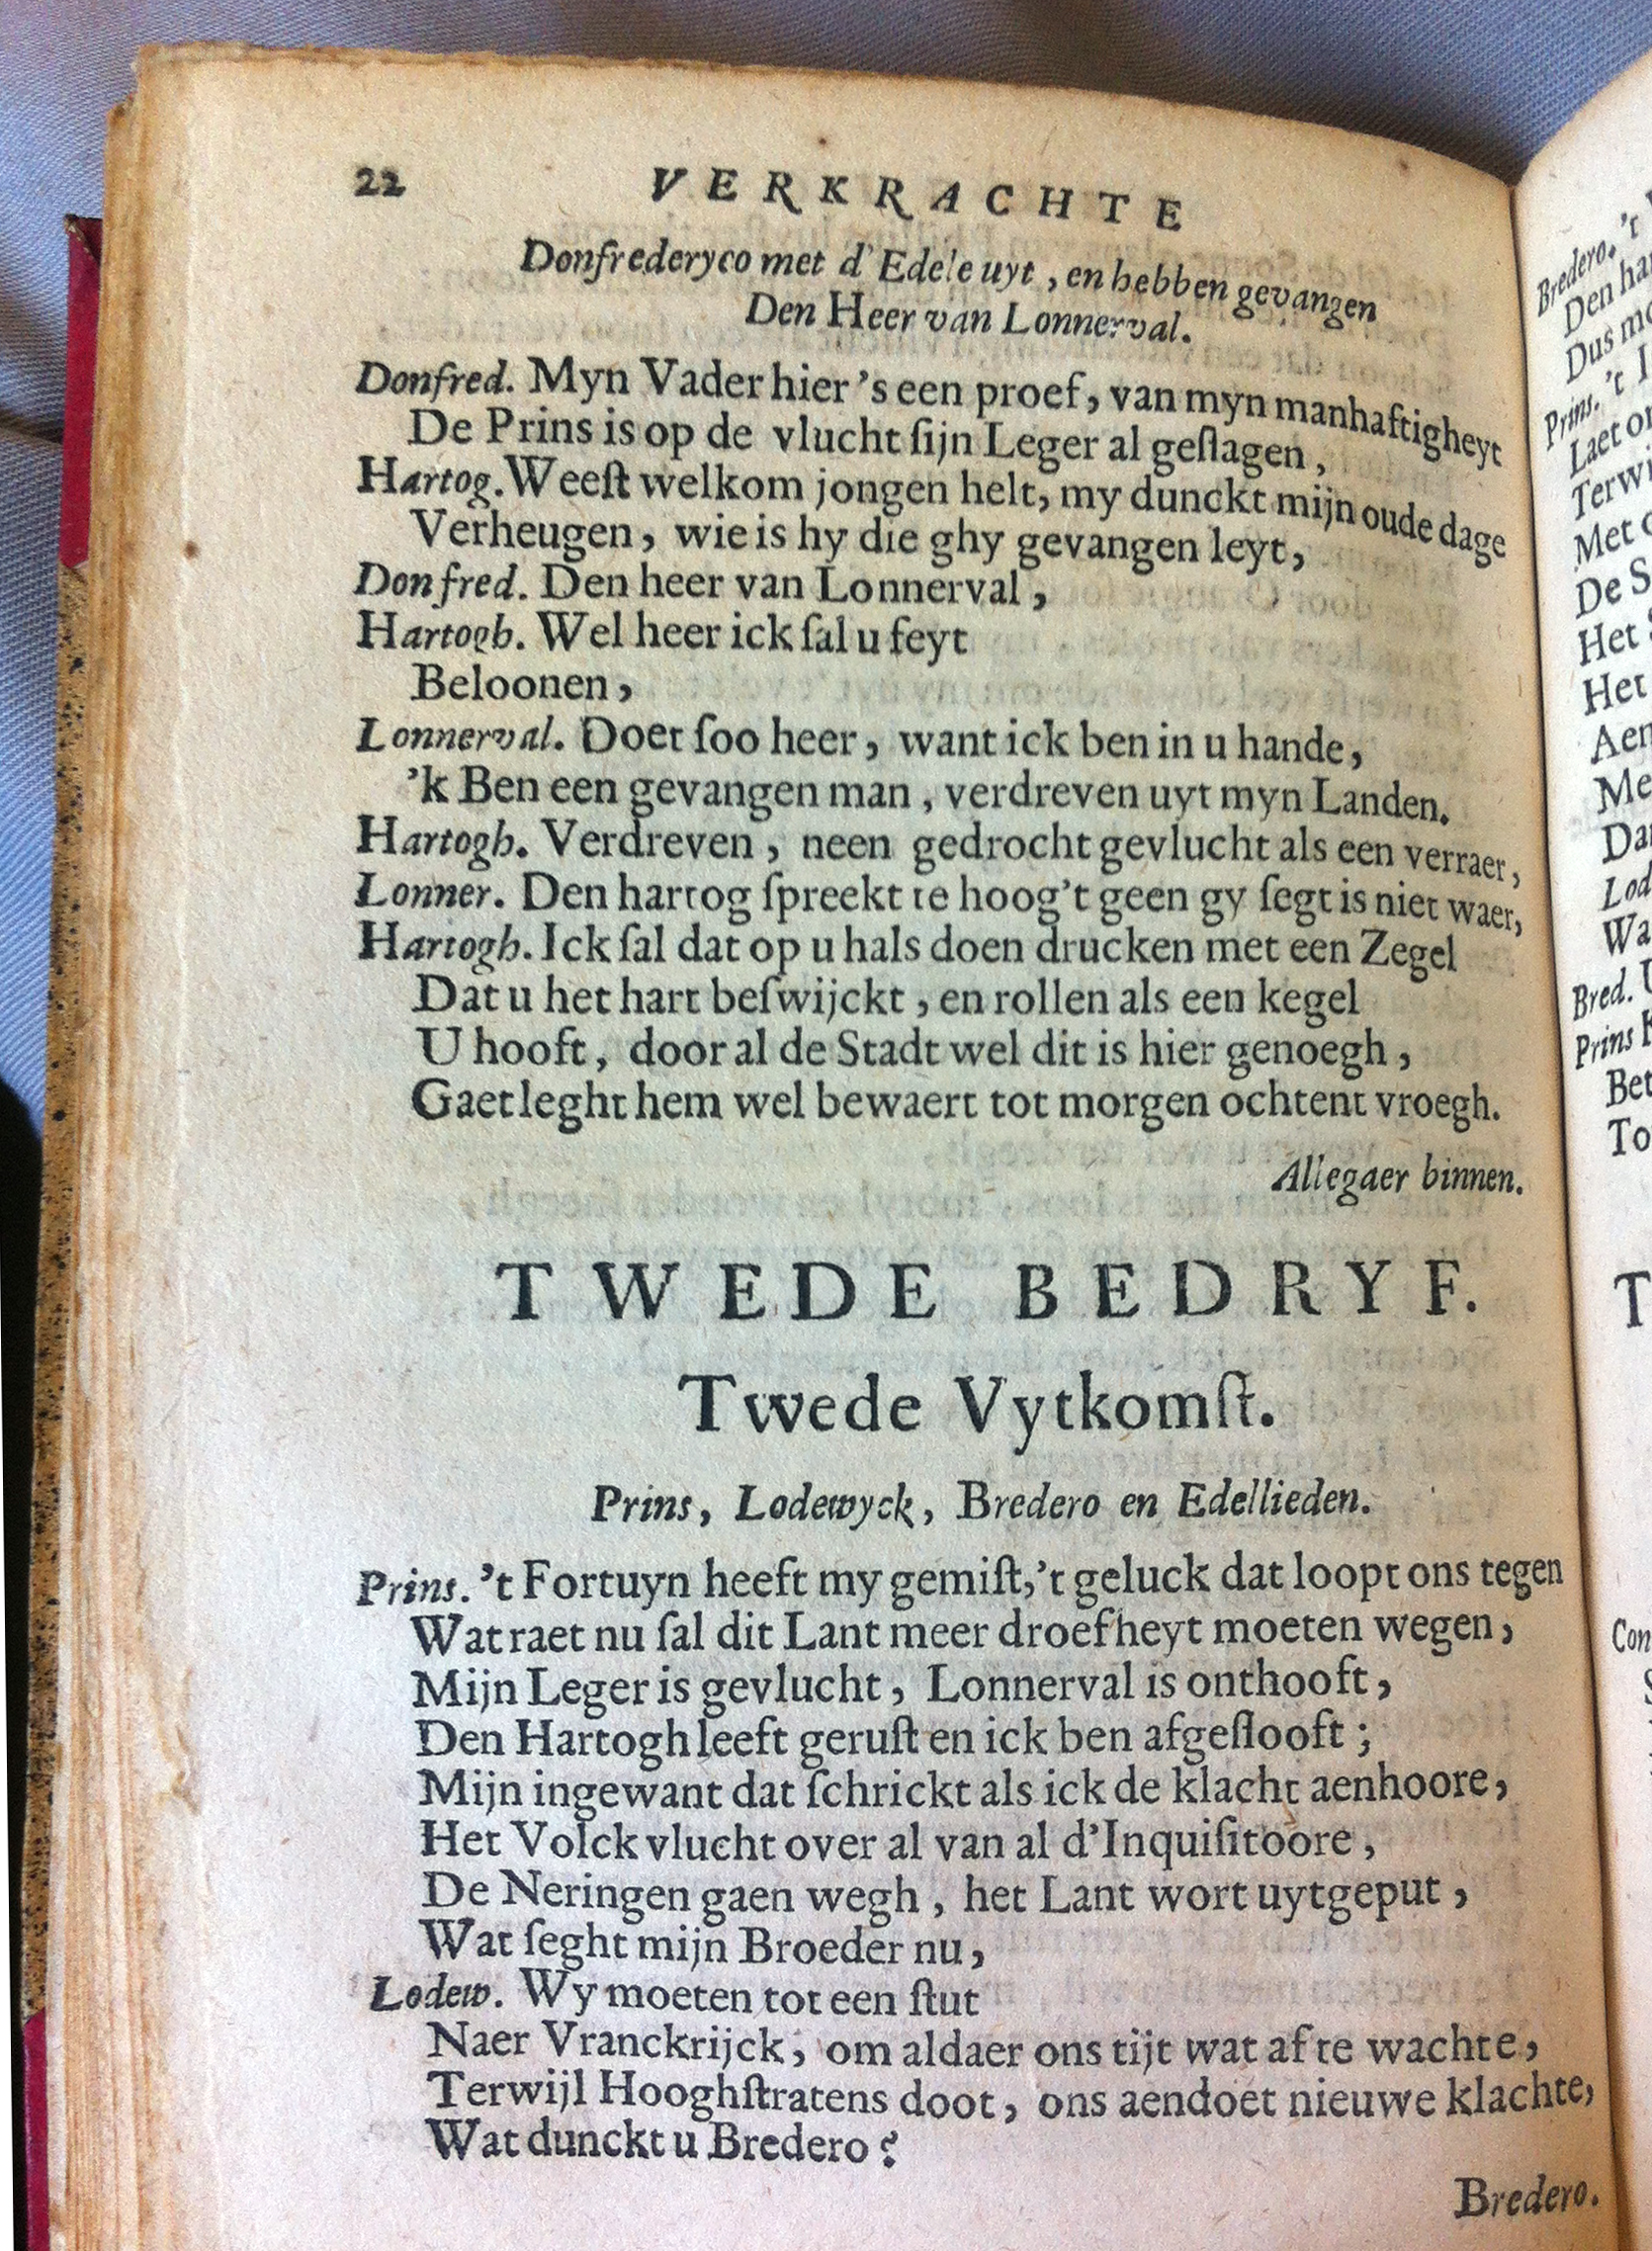 22 VERKRACHTE
Donfrederyco met d'Edele uyt, en hebben gevangen
Den Heer van Lonnerval.
Donfred. Myn Vader hier 's een proef, van myn manhaftigheyt
De Prins is op de vlucht ſijn Leger al geſlagen,
Hartog. Weeſt welkom jongen helt, my dunckt mijn oude dage
Verheugen, wie is hy die ghy gevangen leyt,
Donfred. Den heer van Lonnerval,
Hartogh. Wel heer ick ſal u feyt
Beloonen,
Lonnerval. Doet ſoo heer, want ick ben in u hande,
'k Ben een gevangen man, verdreven uyt myn Landen.
Hartogh. Verdreven, neen gedrocht gevlucht als een verraer,
Lonner. Den hartog ſpreekt te hoog 't geen gy ſegt is niet waer,
Hartogh. Ick ſal dat op u hals doen drucken met een Zegel
Dat u het hart beſwijckt, en rollen als een kegel
U hooft, door al de Stadt wel dit is hier genoegh,
Gaet leght hem wel bewaert tot morgen ochtent vroegh.
Allegaer binnen.
TWEDE BEDRYF.
Twede Vytkomſt.
Prins, Lodewyck, Bredero en Edellieden.
Prins. 't Fortuyn heeft my gemiſt, 't geluck dat loopt ons tegen
Wat raet nu ſal dit Lant meer droefheyt moeten wegen,
Mijn Leger is gevlucht, Lonnerval is onthooft,
Den Hartogh leeft geruſt en ick ben afgeſlooft;
Mijn ingewant dat ſchrickt als ick de klacht aenhoore,
Het Volck vlucht over al van al d'Inquiſitoore,
De Neringen gaen wegh, het Lant wort uytgeput,
Wat ſeght mijn Broeder nu,
Lodew. Wy moeten tot een ſtut
Naer Vranckrijck, om aldaer ons tijt wat af te wachte,
Terwijl Hooghſtratens doot, ons aendoet nieuwe klachte,
Wat dunckt u Bredero?
Bredero.
Bredero. 't
Den
Dus
Prins. 't
Laet
Met
De
Het
Het
Bred.
Prins